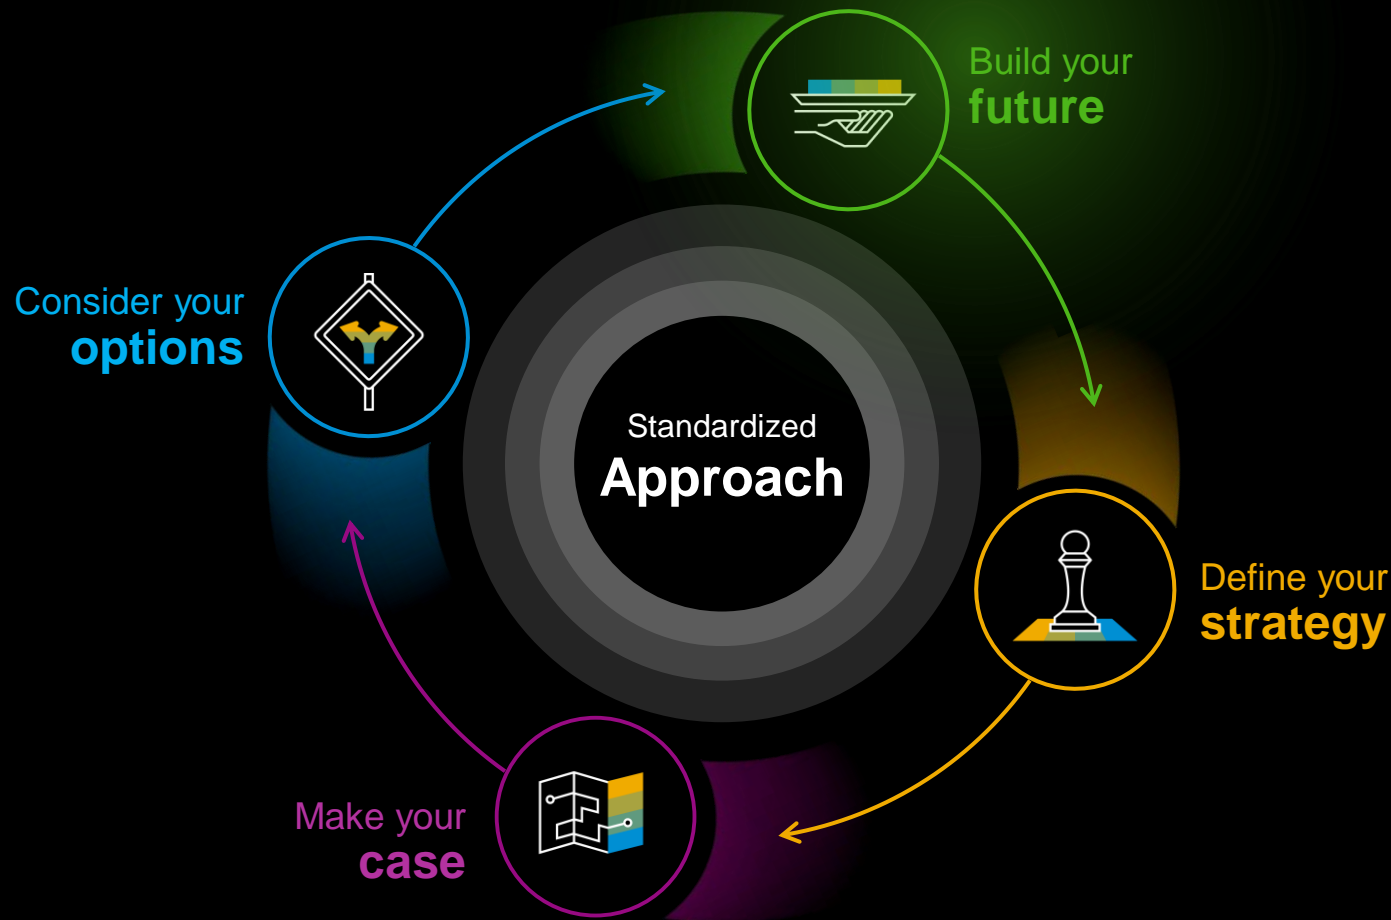 Build your
future
Consider your
options
Standardized
Approach
Define your
strategy
Make your
case